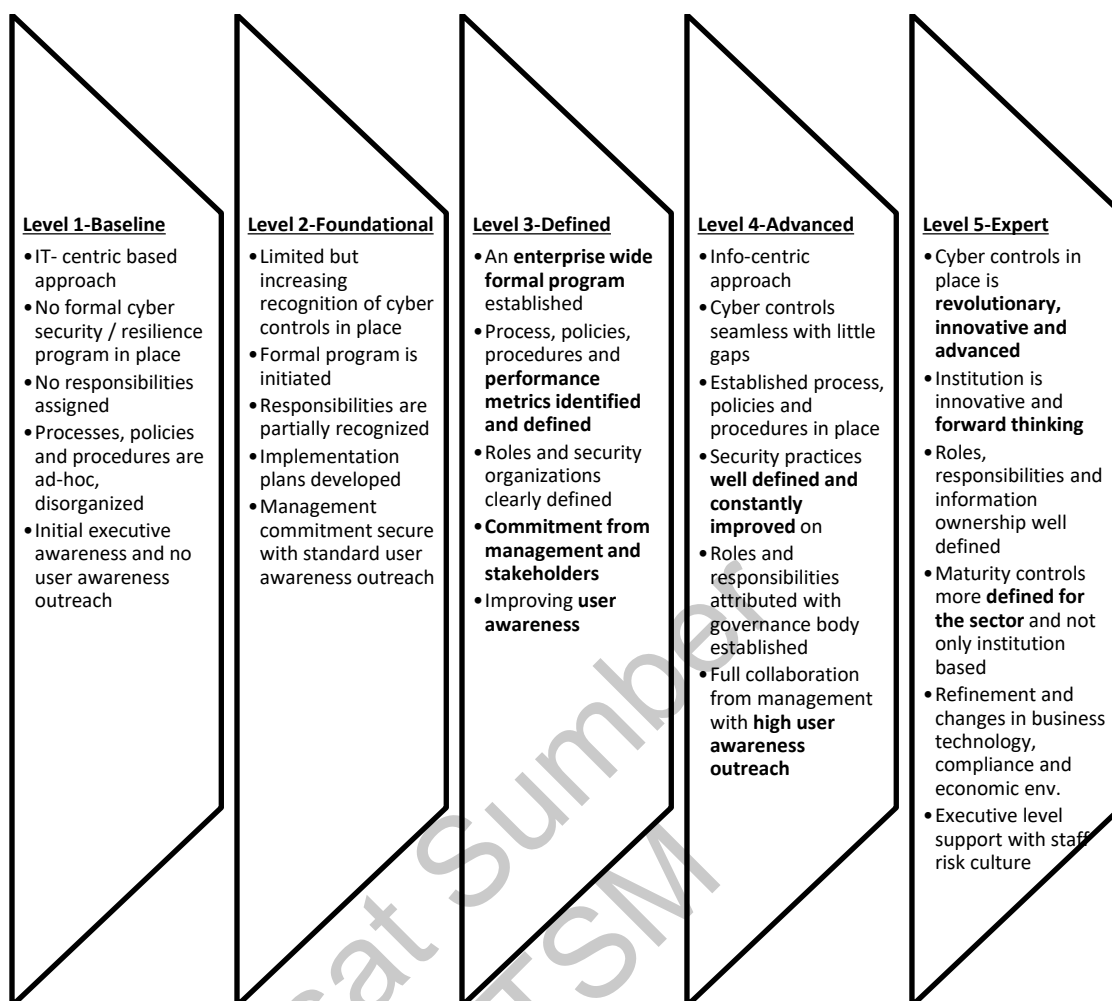 Level 1-Baseline
•IT- centric based
approach
•No formal cyber
security / resilience
program in place
•No responsibilities
assigned
•Processes, policies
and procedures are
ad-hoc,
disorganized
•Initial executive
awareness and no
user awareness
outreach
Level 2-Foundational
•Limited but
increasing
recognition of cyber
controls in place
•Formal program is
initiated
•Responsibilities are
partially recognized
•Implementation
plans developed
•Management
commitment secure
with standard user
awareness outreach
Level 3-Defined
•An enterprise wide
formal program
established
•Process, policies,
procedures and
performance
metrics identified
and defined
•Roles and security
organizations
clearly defined
•Commitment from
management and
stakeholders
•Improving user
awareness
Level 4-Advanced
•Info-centric
approach
•Cyber controls
seamless with little
gaps
•Established process,
policies and
procedures in place
•Security practices
well defined and
constantly
improved on
•Roles and
responsibilities
attributed with
governance body
established
•Full collaboration
from management
with high user
awareness
outreach
Level 5-Expert
•Cyber controls in
place is
revolutionary,
innovative and
advanced
•Institution is
innovative and
forward thinking
•Roles,
responsibilities and
information
ownership well
defined
•Maturity controls
more defined for
the sector and not
only institution
based
•Refinement and
changes in business
technology,
compliance and
economic env.
•Executive level
support with staff
risk culture
sat Sumber
TSM